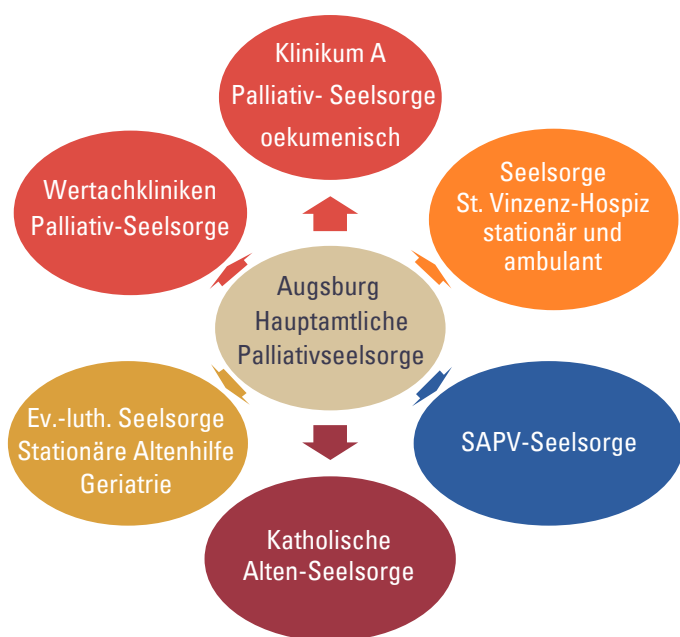 Klinikum A
Palliativ- Seelsorge
oekumenisch
Seelsorge
St. Vinzenz-Hospiz
stationär und
ambulant
Wertachkliniken
Palliativ-Seelsorge
Augsburg
Hauptamtliche
Palliativseelsorge
Ev.-luth. Seelsorge
Stationäre Altenhilfe
Geriatrie
SAPV-Seelsorge
Katholische
Alten-Seelsorge